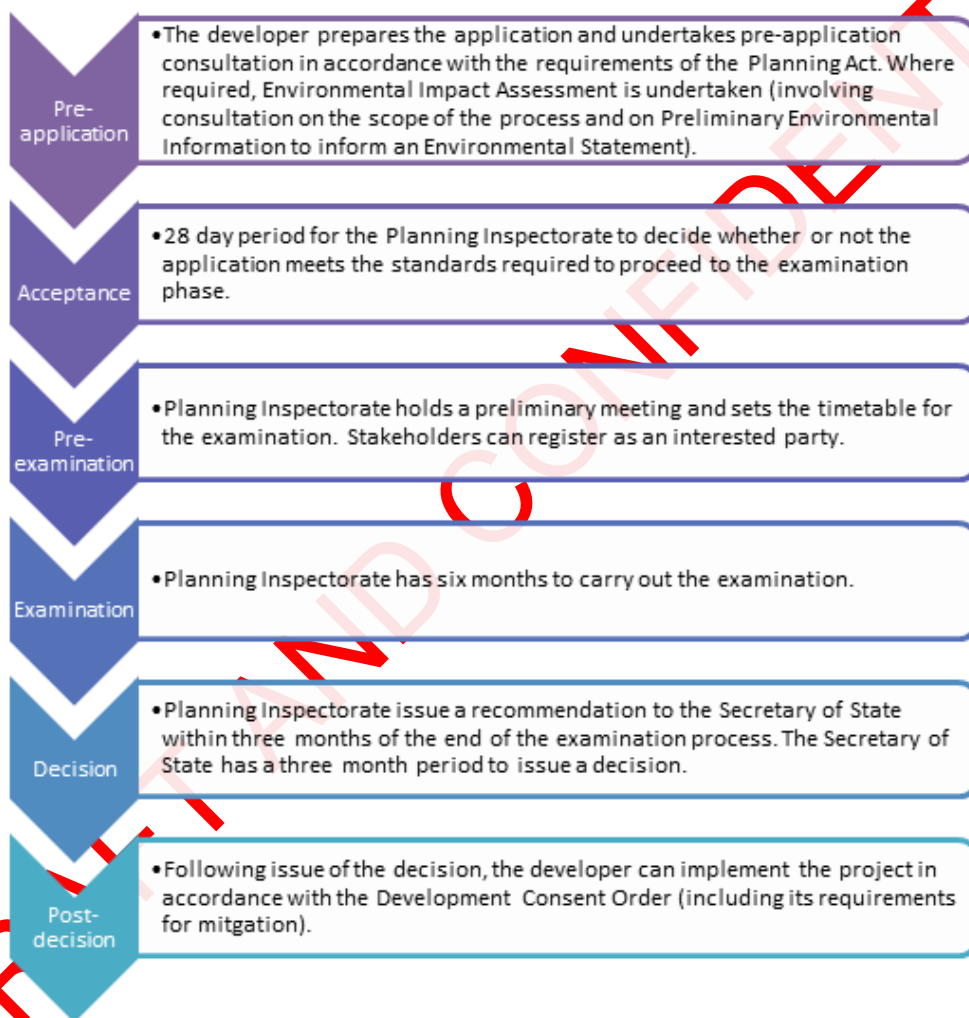 Pre-
application
•The developer prepares the application and undertakes pre-application
consultation in accordance with the requirements of the Planning Act. Where
required, Environmental Impact Assessment is undertaken (involving
consultation on the scope of the process and on Preliminary Environmental
Information to inform an Environmental Statement).
Acceptance
•28 day period for the Planning Inspectorate to decide whether or not the
application meets the standards required to proceed to the examination
phase.
Pre-
examination
•Planning Inspectorate holds a preliminary meeting and sets the timetable for
the examination. Stakeholders can register as an interested party.
Examination
•Planning Inspectorate has six months to carry out the examination.
Decision
•Planning Inspectorate issue a recommendation to the Secretary of State
within three months of the end of the examination process. The Secretary of
State has a three month period to issue a decision.
Post-
decision
•Following issue of the decision, the developer can implement the project in
accordance with the Development Consent Order (including its requirements
for mitgation).
AND CONFIDENT